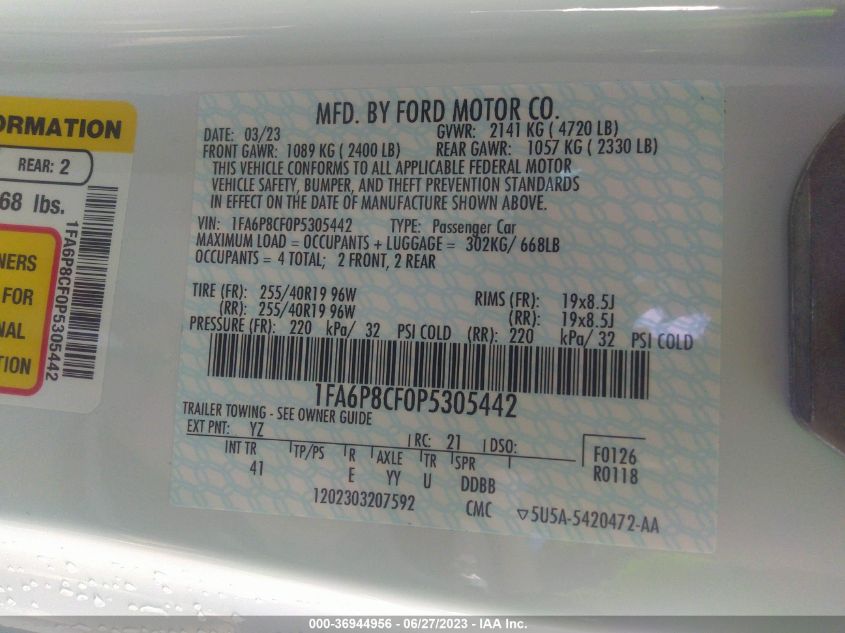 ORMATION
REAR: 2
68 lbs.
NERS
FOR
NAL
TION
1FA6P8CF0P5305442
MFD. BY FORD MOTOR CO.
DATE: 03/23 GVWR: 2141 KG ( 4720 LB)
FRONT GAWR: 1089 KG ( 2400 LB) REAR GAWR: 1057 KG ( 2330 LB)
THIS VEHICLE CONFORMS TO ALL APPLICABLE FEDERAL MOTOR
VEHICLE SAFETY, BUMPER, AND THEFT PREVENTION STANDARDS
IN EFFECT ON THE DATE OF MANUFACTURE SHOWN ABOVE.
VIN: 1FA6P8CF0P5305442 TYPE: Passenger Car
MAXIMUM LOAD = OCCUPANTS + LUGGAGE = 302KG/ 668LB
OCCUPANTS = 4 TOTAL; 2 FRONT, 2 REAR
TIRE (FR): 255/40R19 96W RIMS (FR): 19x8.5J
(RR): 255/40R19 96W (RR): 19x8.5J
PRESSURE (FR): 220 kPa/ 32 PSI COLD (RR): 220 kPa/ 32 PSI COLD
1FA6P8CF0P5305442
TRAILER TOWING - SEE OWNER GUIDE
EXT PNT: YZ RC: 21 DSO: F0126
INT TR TP/PS R AXLE TR SPR R0118
41 E YY U DDBB
1202303207592 CMC ▽5U5A-5420472-AA
000-36944956 - 06/27/2023 - IAA Inc.